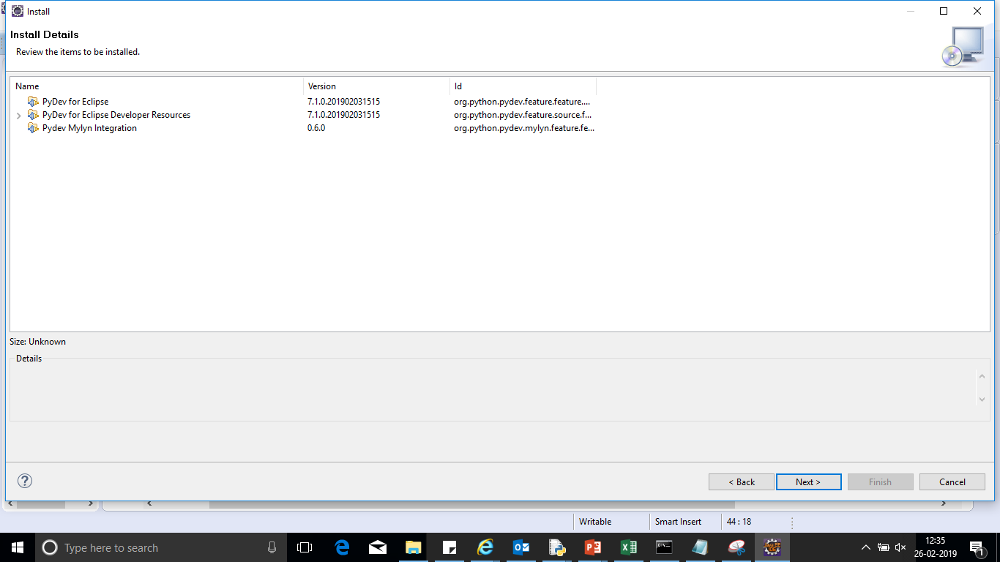 Install
Install Details
Review the items to be installed.
Name Version Id
PyDev for Eclipse 7.1.0.201902031515 org.python.pydev.feature.feature....
PyDev for Eclipse Developer Resources 7.1.0.201902031515 org.python.pydev.feature.source.f...
Pydev Mylyn Integration 0.6.0 org.python.pydev.mylyn.feature.fe...
Size: Unknown
Details
< Back Next > Finish Cancel
Writable Smart Insert 44 : 18
Type here to search
12:35
26-02-2019
1